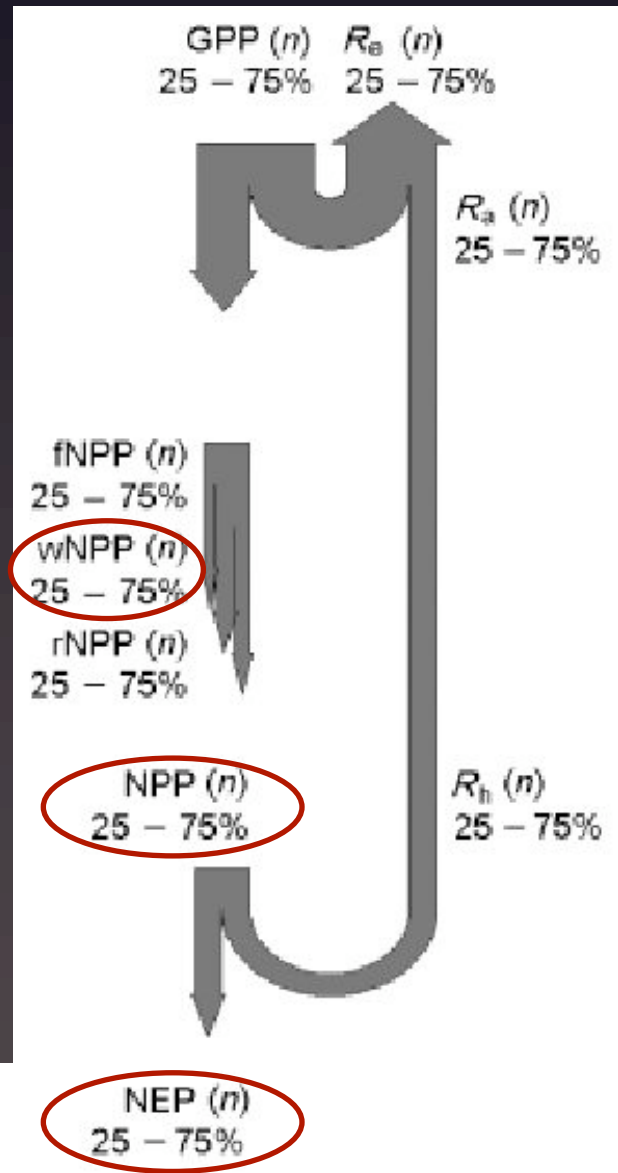 GPP (n) Re (n)
25 – 75% 25 – 75%
Ra (n)
25 – 75%
fNPP (n)
25 – 75%
wNPP (n)
25 – 75%
rNPP (n)
25 – 75%
NPP (n)
25 – 75%
Rh (n)
25 – 75%
NEP (n)
25 – 75%